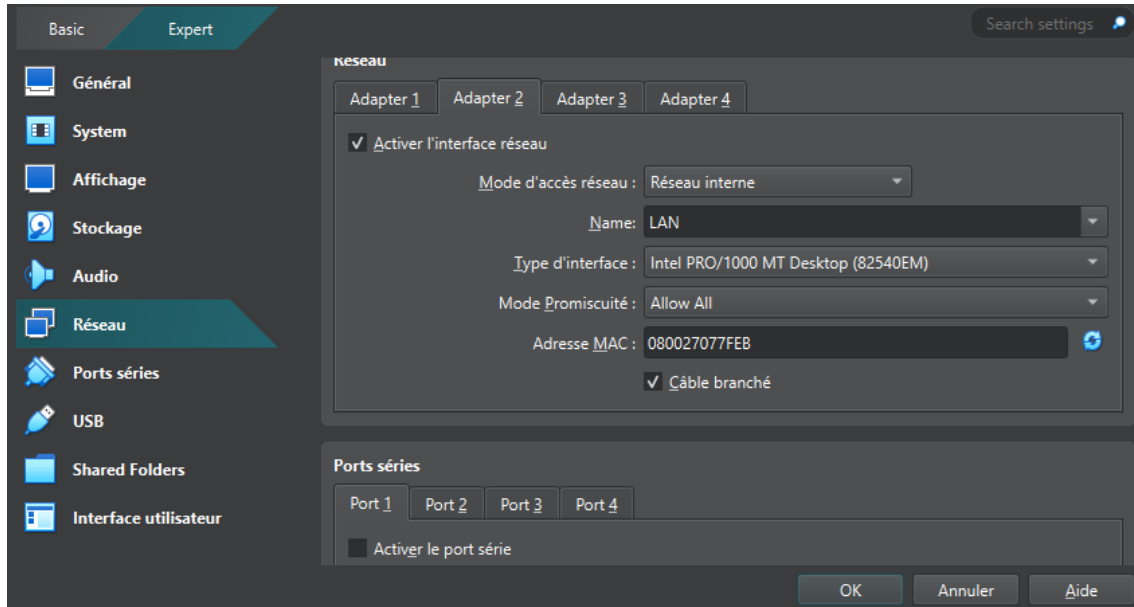 Basic Expert Search settings
Général
System
Affichage
Stockage
Audio
Réseau
Ports séries
USB
Shared Folders
Interface utilisateur
Réseau
Adapter 1 Adapter 2 Adapter 3 Adapter 4
Activer l'interface réseau
Mode d'accès réseau : Réseau interne
Name: LAN
Type d'interface : Intel PRO/1000 MT Desktop (82540EM)
Mode Promiscuité : Allow All
Adresse MAC : 080027077FEB
Câble branché
Ports séries
Port 1 Port 2 Port 3 Port 4
Activer le port série
OK Annuler Aide